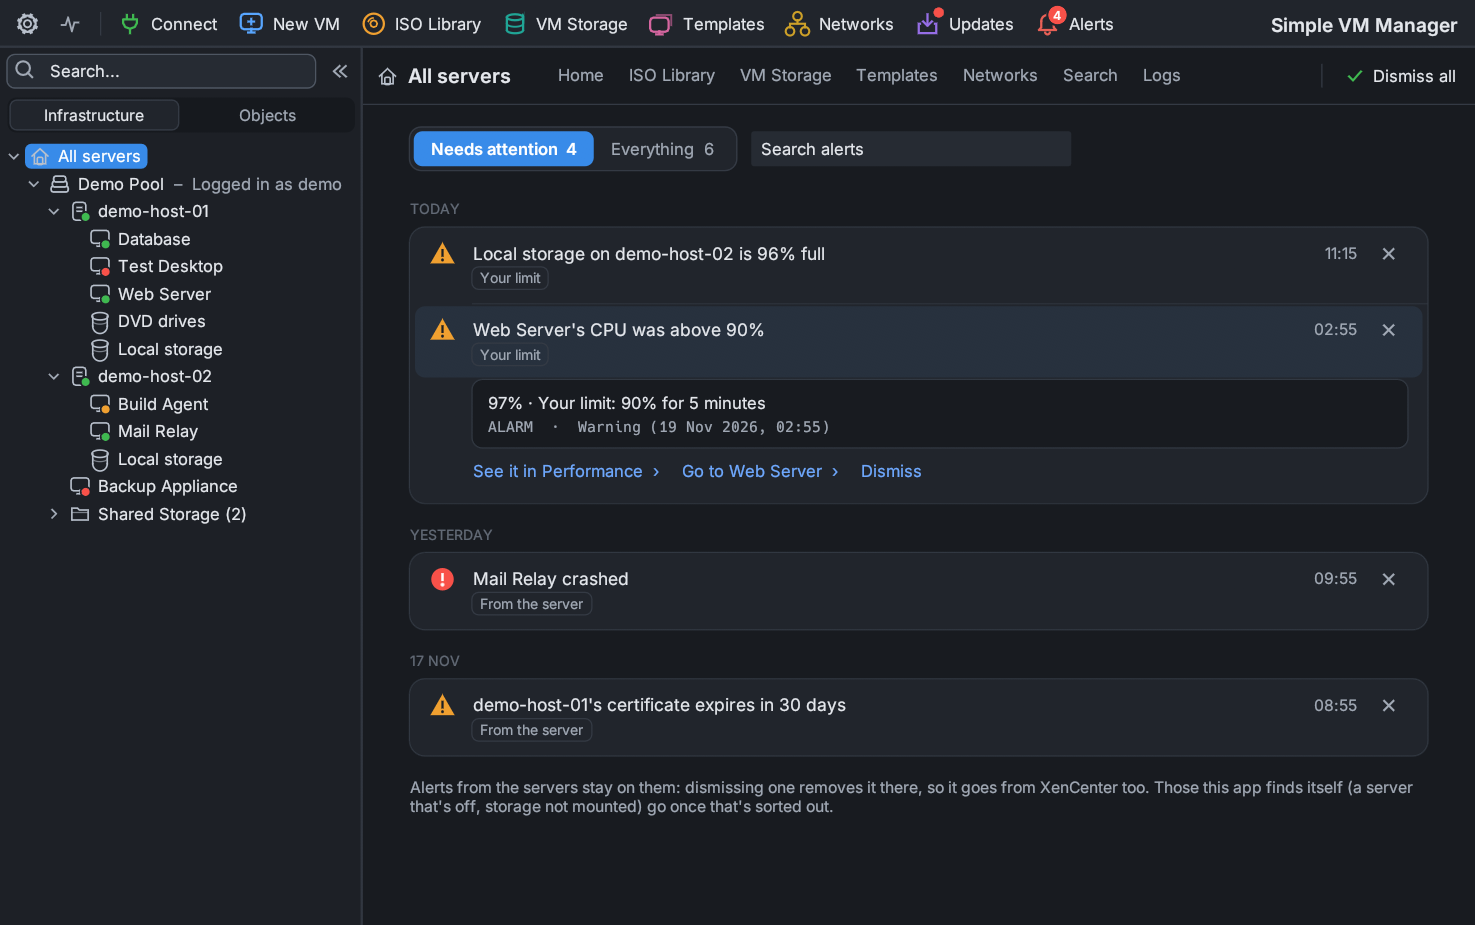 Connect
New VM
ISO Library
VM Storage
Templates
Networks
Updates
4
Alerts
Simple VM Manager
Search...
Infrastructure
Objects
All servers
Demo Pool – Logged in as demo
demo-host-01
Database
Test Desktop
Web Server
DVD drives
Local storage
demo-host-02
Build Agent
Mail Relay
Local storage
Backup Appliance
Shared Storage (2)
All servers
Home
ISO Library
VM Storage
Templates
Networks
Search
Logs
Dismiss all
Needs attention 4
Everything 6
Search alerts
TODAY
Local storage on demo-host-02 is 96% full
11:15
Your limit
Web Server's CPU was above 90%
02:55
Your limit
97% · Your limit: 90% for 5 minutes
ALARM · Warning (19 Nov 2026, 02:55)
See it in Performance ›
Go to Web Server ›
Dismiss
YESTERDAY
Mail Relay crashed
09:55
From the server
17 NOV
demo-host-01's certificate expires in 30 days
08:55
From the server
Alerts from the servers stay on them: dismissing one removes it there, so it goes from XenCenter too. Those this app finds itself (a server
that's off, storage not mounted) go once that's sorted out.